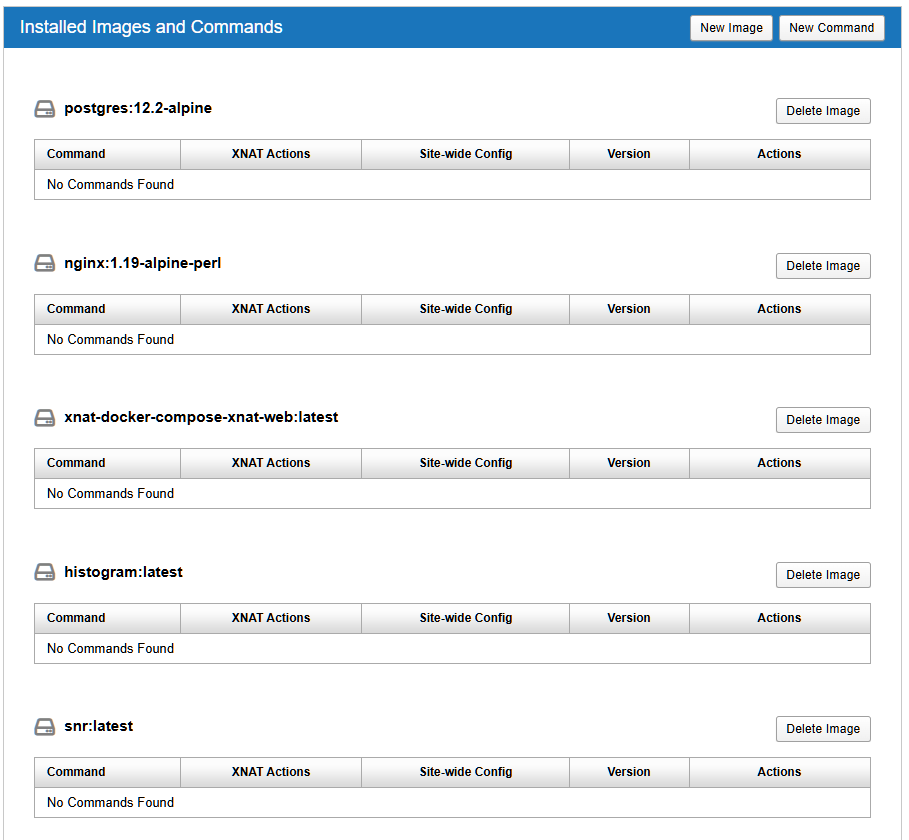 Installed Images and Commands New Image New Command
postgres:12.2-alpine Delete Image
Command XNAT Actions Site-wide Config Version Actions
No Commands Found
nginx:1.19-alpine-perl Delete Image
Command XNAT Actions Site-wide Config Version Actions
No Commands Found
xnat-docker-compose-xnat-web:latest Delete Image
Command XNAT Actions Site-wide Config Version Actions
No Commands Found
histogram:latest Delete Image
Command XNAT Actions Site-wide Config Version Actions
No Commands Found
snr:latest Delete Image
Command XNAT Actions Site-wide Config Version Actions
No Commands Found